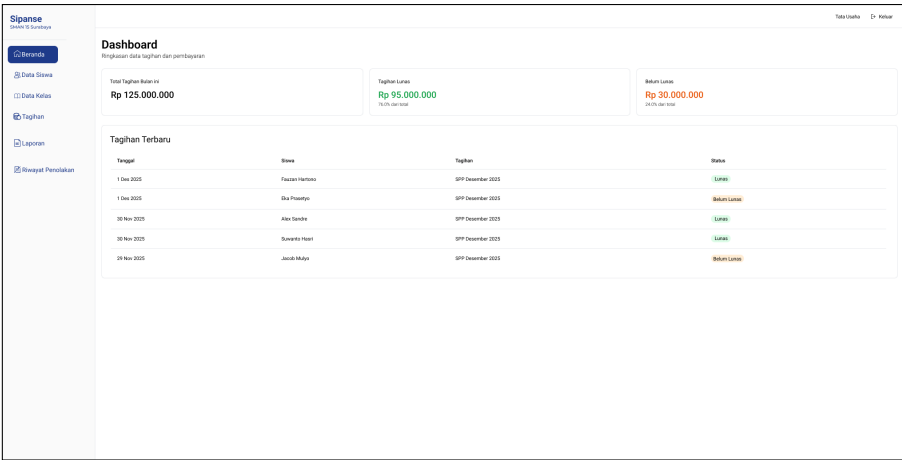 Sipanse
SMAN 15 Surabaya
Tata Usaha Keluar
Beranda
Data Siswa
Data Kelas
Tagihan
Laporan
Riwayat Penolakan
Dashboard
Ringkasan data tagihan dan pembayaran
Total Tagihan Bulan ini
Rp 125.000.000
Tagihan Lunas
Rp 95.000.000
76.0% dari total
Belum Lunas
Rp 30.000.000
24.0% dari total
Tagihan Terbaru
Tanggal Siswa Tagihan Status
1 Des 2025 Fauzan Hartono SPP Desember 2025 Lunas
1 Des 2025 Eka Prasetyo SPP Desember 2025 Belum Lunas
30 Nov 2025 Alex Sandre SPP Desember 2025 Lunas
30 Nov 2025 Suwanto Hasri SPP Desember 2025 Lunas
29 Nov 2025 Jacob Mulyo SPP Desember 2025 Belum Lunas